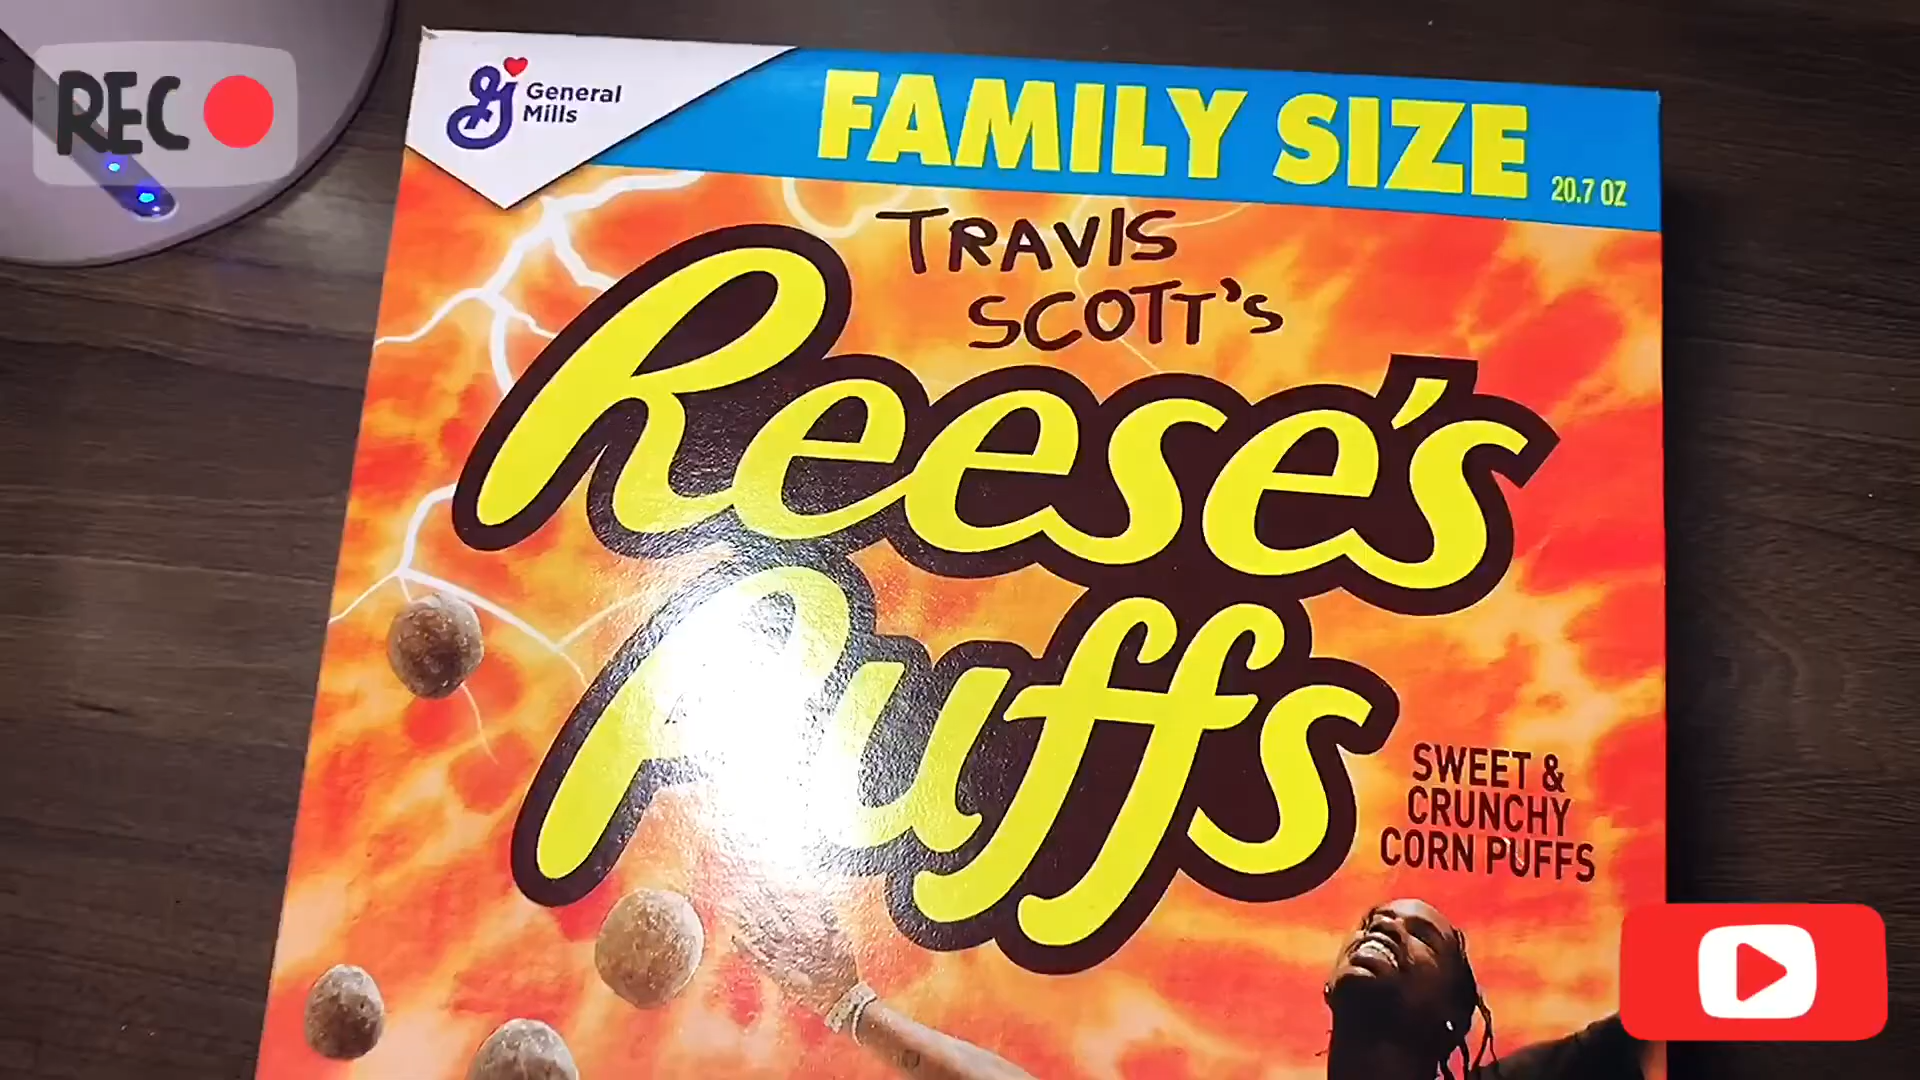 REC
General
Mills
FAMILY SIZE
20.7 OZ
TRAVIS
SCOTT'S
Reese's
Puffs
SWEET &
CRUNCHY
CORN PUFFS